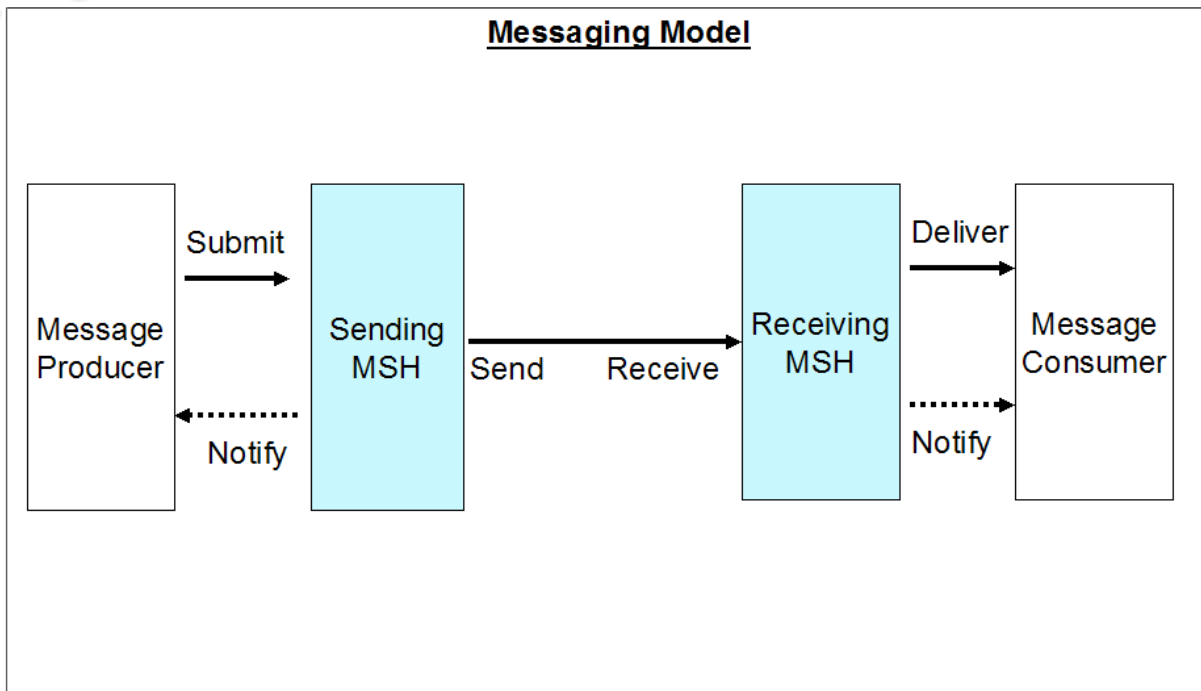 Messaging Model
Submit
Deliver
Message
Producer
Sending
MSH
Send
Receive
Receiving
MSH
Message
Consumer
Notify
Notify